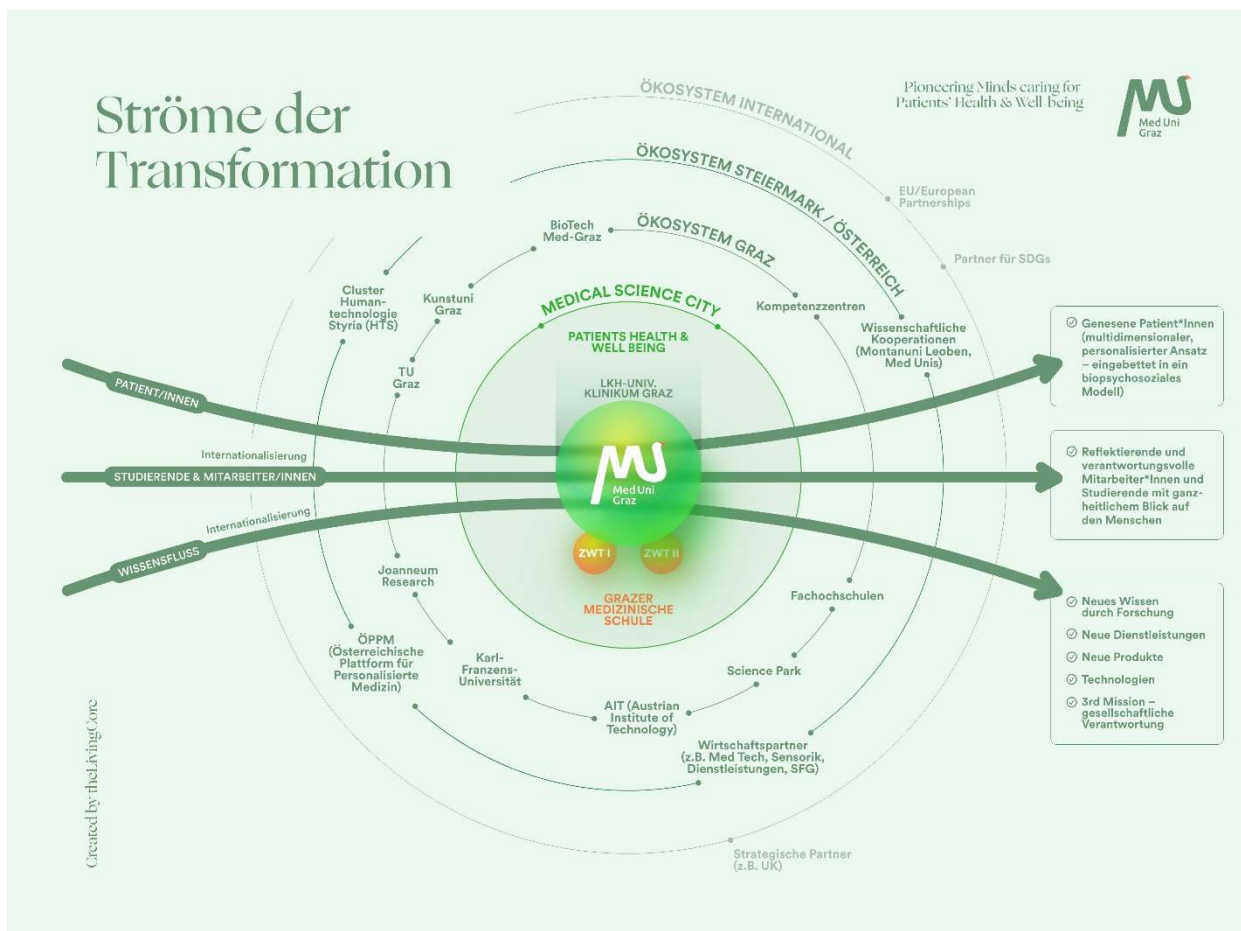 Ströme der
Transformation
Pioneering Minds caring for
Patients' Health & Well-being
Med Uni
Graz
ÖKOSYSTEM INTERNATIONAL
ÖKOSYSTEM STEIERMARK / ÖSTERREICH
ÖKOSYSTEM GRAZ
MEDICAL SCIENCE CITY
EU/European
Partnerships
Partner für SDGs
BioTech
Med-Graz
Kunstuni
Graz
Cluster
Human-
technologie
Styria (HTS)
TU
Graz
Kompetenzzentren
Wissenschaftliche
Kooperationen
(Montanuni Leoben,
Med Unis)
PATIENTS HEALTH &
WELL BEING
LKH-UNIV.
KLINIKUM GRAZ
Med Uni
Graz
ZWT I
ZWT II
GRAZER
MEDIZINISCHE
SCHULE
PATIENT/INNEN
Internationalisierung
STUDIERENDE & MITARBEITER/INNEN
Internationalisierung
WISSENSFLUSS
Genesene Patient*Innen
(multidimensionaler,
personalisierter Ansatz
– eingebettet in ein
biopsychosoziales
Modell)
Reflektierende und
verantwortungsvolle
Mitarbeiter*Innen und
Studierende mit ganz-
heitlichem Blick auf
den Menschen
Neues Wissen
durch Forschung
Neue Dienstleistungen
Neue Produkte
Technologien
3rd Mission –
gesellschaftliche
Verantwortung
Joanneum
Research
ÖPPM
(Österreichische
Plattform für
Personalisierte
Medizin)
Karl-
Franzens-
Universität
AIT (Austrian
Institute of
Technology)
Science Park
Fachochschulen
Wirtschaftspartner
(z.B. Med Tech, Sensorik,
Dienstleistungen, SFG)
Strategische Partner
(z.B. UK)
Created by theLivingCore